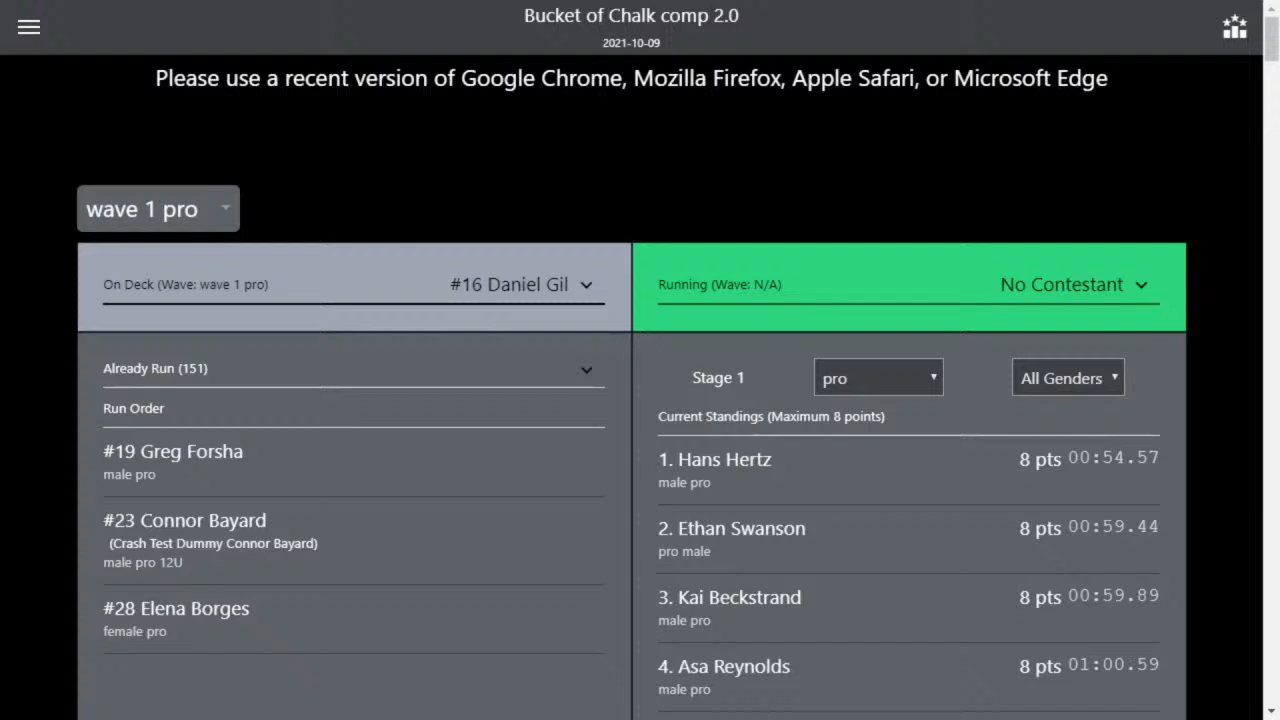 Bucket of Chalk comp 2.0
2021-10-09
Please use a recent version of Google Chrome, Mozilla Firefox, Apple Safari, or Microsoft Edge
wave 1 pro
On Deck (Wave: wave 1 pro)
#16 Daniel Gil
Already Run (151)
Run Order
#19 Greg Forsha
male pro
#23 Connor Bayard
(Crash Test Dummy Connor Bayard)
male pro 12U
#28 Elena Borges
female pro
Running (Wave: N/A)
No Contestant
Stage 1
pro
All Genders
Current Standings (Maximum 8 points)
1. Hans Hertz
8 pts 00:54.57
male pro
2. Ethan Swanson
8 pts 00:59.44
pro male
3. Kai Beckstrand
8 pts 00:59.89
male pro
4. Asa Reynolds
8 pts 01:00.59
male pro